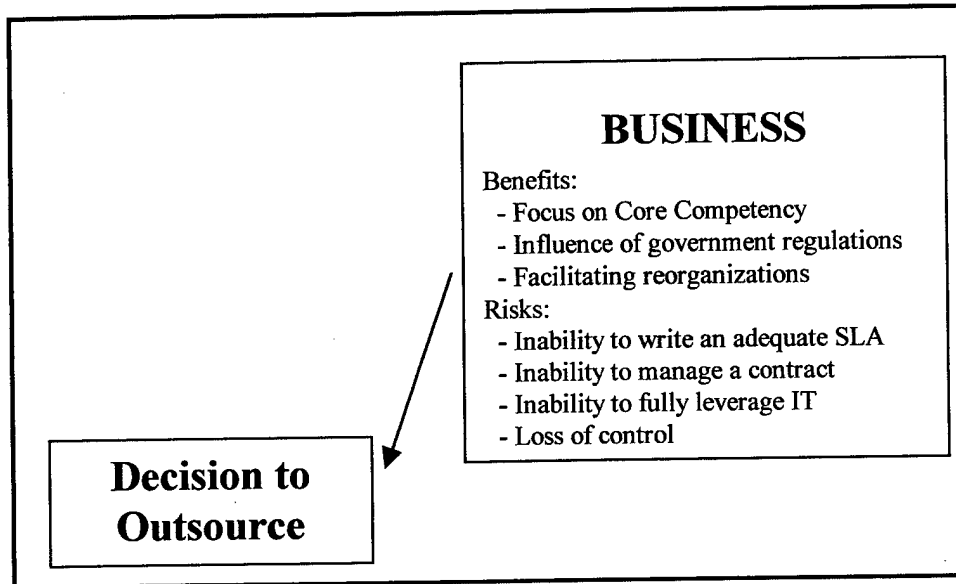 BUSINESS
Benefits:
- Focus on Core Competency
- Influence of government regulations
- Facilitating reorganizations
Risks:
- Inability to write an adequate SLA
- Inability to manage a contract
- Inability to fully leverage IT
- Loss of control
Decision to
Outsource